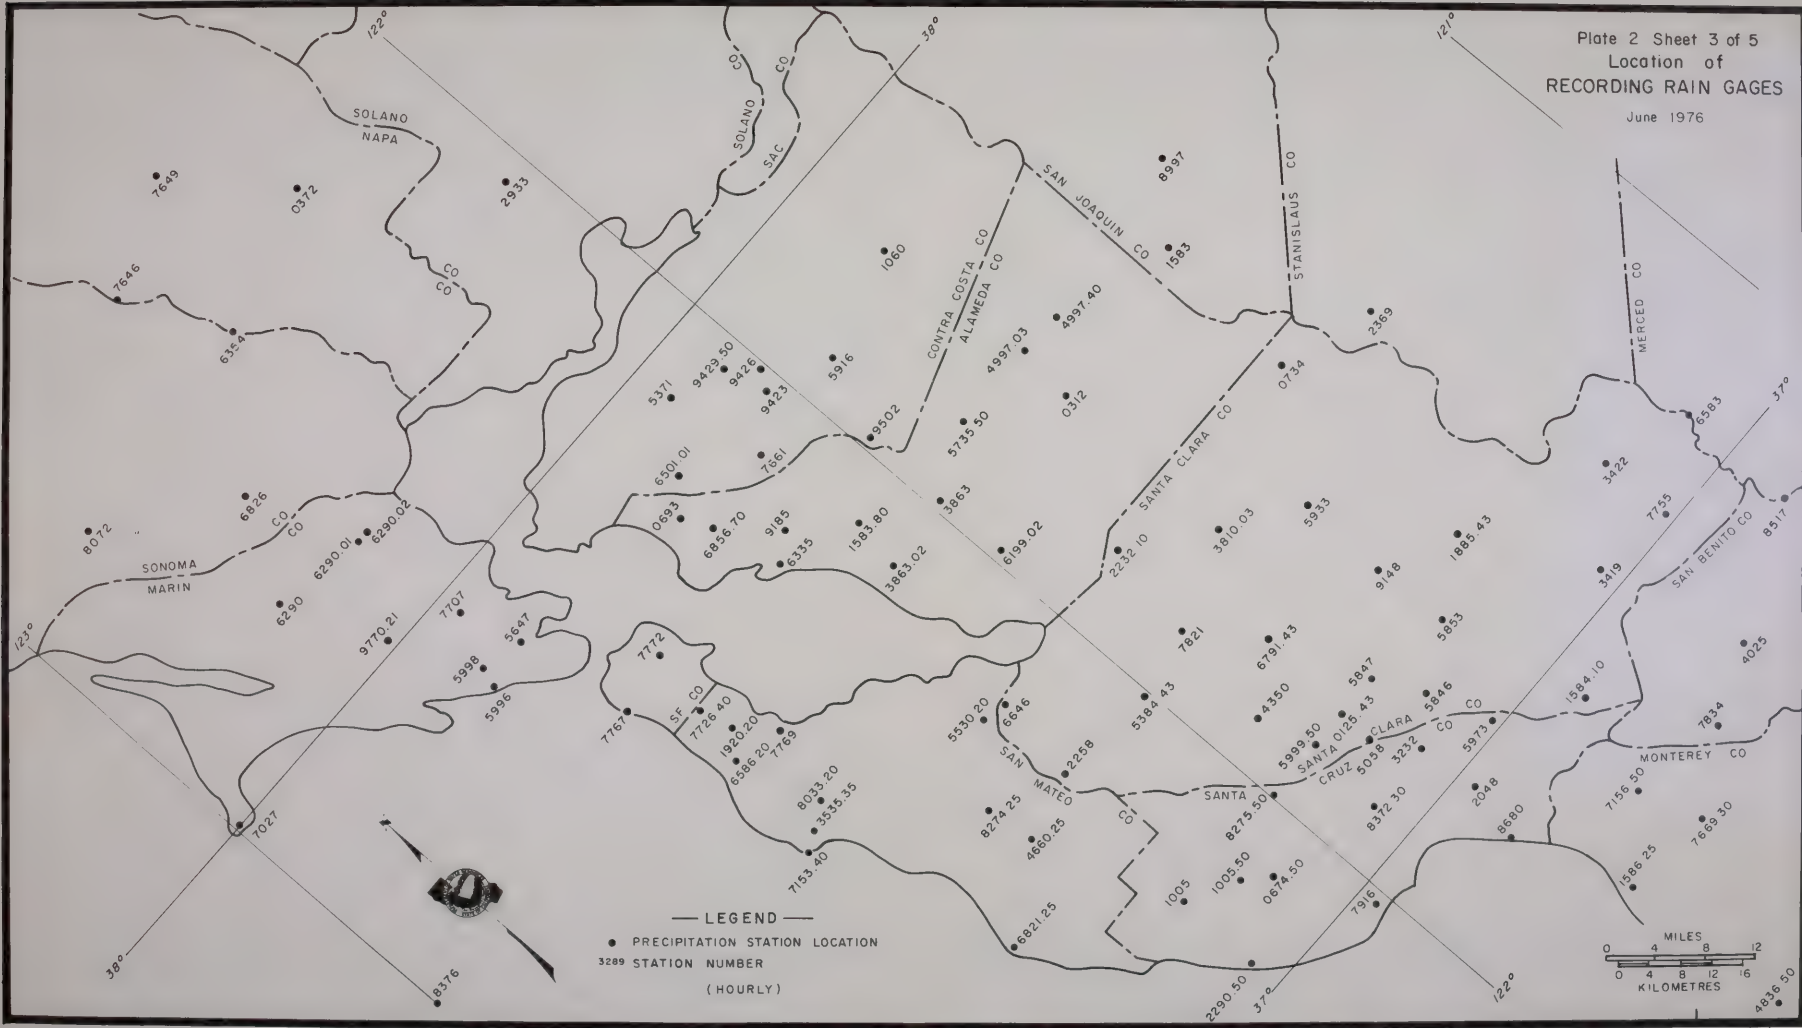 Plate 2 Sheet 3 of 5
Location of
RECORDING RAIN GAGES
June 1976
122°
38°
121°
CO
CO
SOLANO
NAPA
SOLANO
SAC
8997
7649
0372
2933
SAN JOAQUIN CO
STANISLAUS CO
1583
1060
CO
CO
7646
6354
CONTRA COSTA CO
ALAMEDA CO
4997.40
4997.03
2369
MERCED CO
9429.50
9426
9423
5916
5371
0734
0312
37°
6583
9502
5735.50
SANTA CLARA CO
3422
7661
6501.01
6826
CO
CO
8072
6290.02
6290.01
0693
6856.70
9185
6335
1583.80
3863
3863.02
6199.02
2232.10
3810.03
5933
1885.43
7755
8517
SAN BENITO CO
SONOMA
MARIN
6290
9148
3419
123°
9770.21
7707
5647
5998
5996
7772
7821
6791.43
5853
4025
5847
5846
1584.10
7767
SF CO
7726.40
1920.20
6586.20
7769
5530.20
6646
5384.43
4350
0125.43
5999.50
SANTA CLARA CO
SANTA CRUZ CO
5058
3232
5973
7834
MONTEREY CO
SAN MATEO CO
2258
8033.20
3535.35
8274.25
4660.25
8275.50
8372.30
2048
8680
7156.50
7669.30
1586.25
7027
7153.40
1005
1005.50
0674.50
7916
6821.25
38°
8376
LEGEND
PRECIPITATION STATION LOCATION
3289 STATION NUMBER
(HOURLY)
2290.50
37°
122°
MILES
0 4 8 12
0 4 8 12 16
KILOMETRES
4836.50